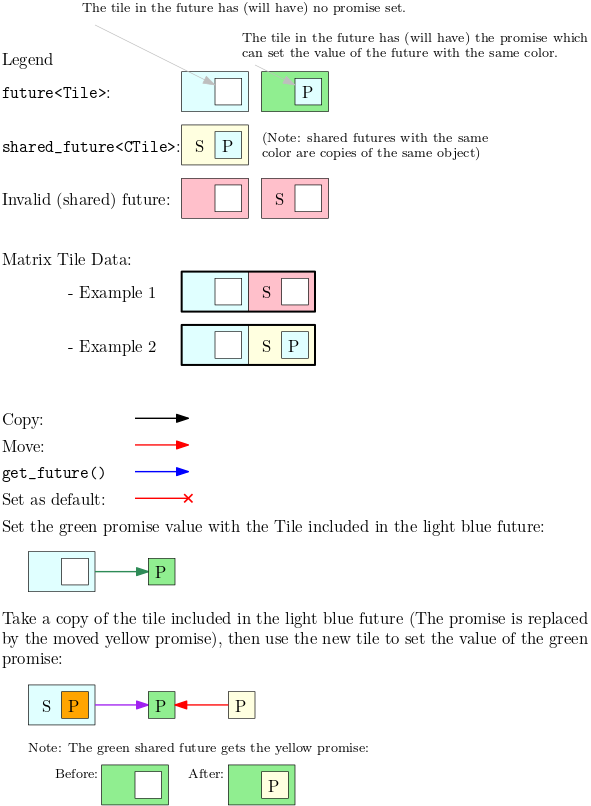 The tile in the future has (will have) no promise set.
The tile in the future has (will have) the promise which
can set the value of the future with the same color.
Legend
future<Tile>:
P
shared_future<CTile>:
S P
(Note: shared futures with the same
color are copies of the same object)
Invalid (shared) future:
S
Matrix Tile Data:
- Example 1
S
- Example 2
S P
Copy:
Move:
get_future()
Set as default:
Set the green promise value with the Tile included in the light blue future:
P
Take a copy of the tile included in the light blue future (The promise is replaced
by the moved yellow promise), then use the new tile to set the value of the green
promise:
S P P P
Note: The green shared future gets the yellow promise:
Before: After: P